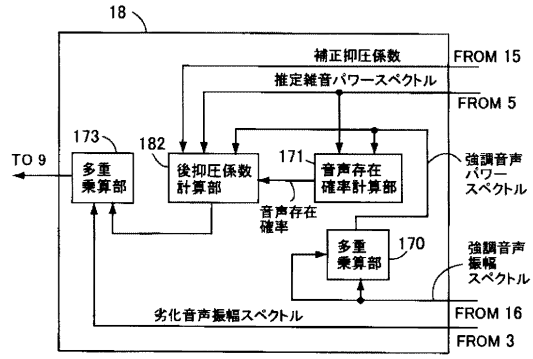 18
補正抑圧係数
FROM 15
推定雑音パワースペクトル
FROM 5
173
TO 9
多重
乗算部
182
後抑圧係数
計算部
171
音声存在
確率計算部
音声存在
確率
強調音声
パワー
スペクトル
多重
乗算部
170
強調音声
振幅
スペクトル
劣化音声振幅スペクトル
FROM 16
FROM 3